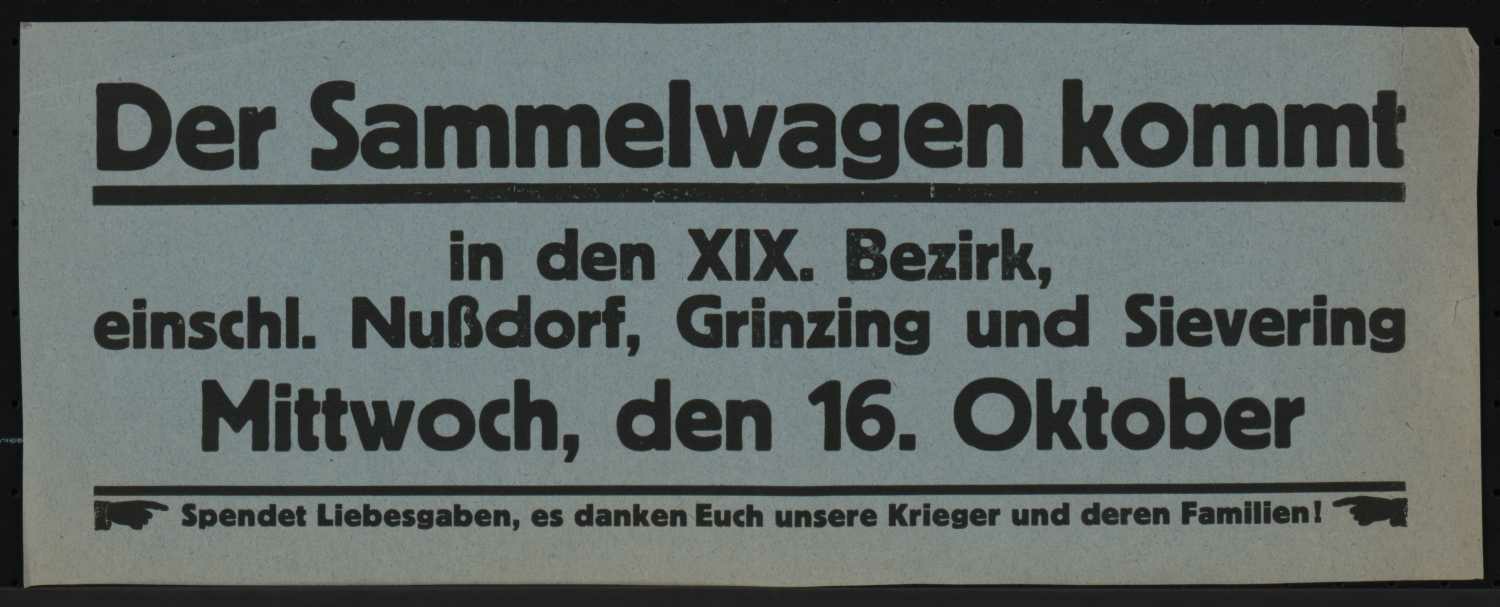 Der Sammelwagen kommt
in den XIX. Bezirk,
einschl. Nußdorf, Grinzing und Sievering
Mittwoch, den 16. Oktober
Spendet Liebesgaben, es danken Euch unsere Krieger und deren Familien!